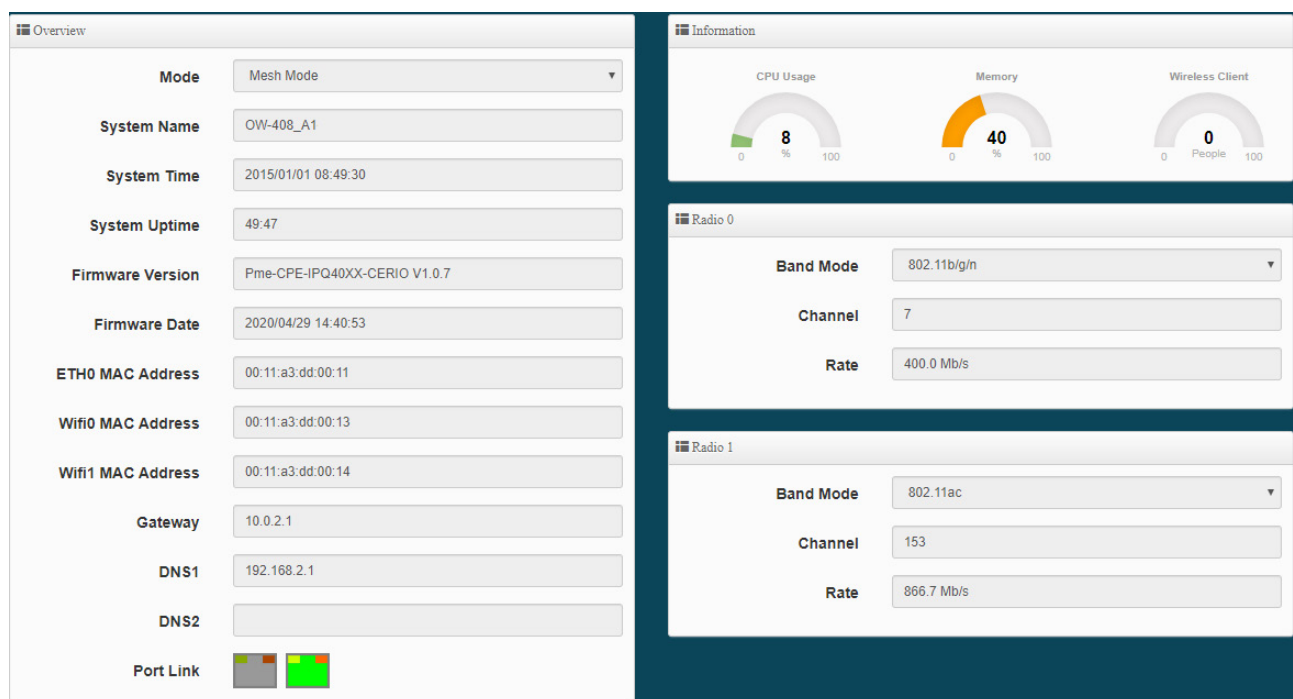 Overview
Mode Mesh Mode
System Name OW-408_A1
System Time 2015/01/01 08:49:30
System Uptime 49:47
Firmware Version Pme-CPE-IPQ40XX-CERIO V1.0.7
Firmware Date 2020/04/29 14:40:53
ETH0 MAC Address 00:11:a3:dd:00:11
Wifi0 MAC Address 00:11:a3:dd:00:13
Wifi1 MAC Address 00:11:a3:dd:00:14
Gateway 10.0.2.1
DNS1 192.168.2.1
DNS2
Port Link
Information
CPU Usage Memory Wireless Client
8 40 0
0 % 100 0 % 100 0 People 100
Radio 0
Band Mode 802.11b/g/n
Channel 7
Rate 400.0 Mb/s
Radio 1
Band Mode 802.11ac
Channel 153
Rate 866.7 Mb/s